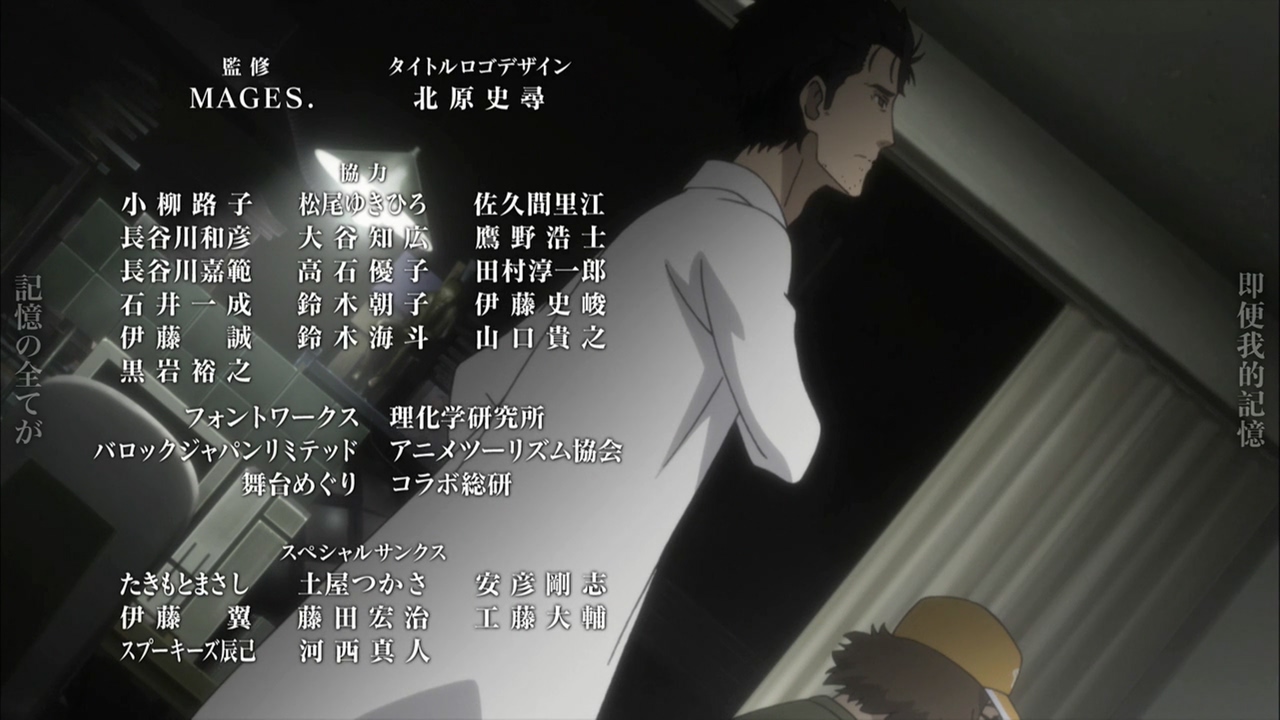 監修 タイトルロゴデザイン
MAGES. 北原史尋
協力
小柳路子 松尾ゆきひろ 佐久間里江
長谷川和彦 大谷知広 鷹野浩士
長谷川嘉範 高石優子 田村淳一郎
石井一成 鈴木朝子 伊藤史峻
伊藤 誠 鈴木海斗 山口貴之
黒岩裕之
フォントワークス 理化学研究所
バロックジャパンリミテッド アニメツーリズム協会
舞台めぐり コラボ総研
スペシャルサンクス
たきもとまさし 土屋つかさ 安彦剛志
伊藤 翼 藤田宏治 工藤大輔
スプーキーズ辰己 河西真人
記憶の全てが
即便我的記憶